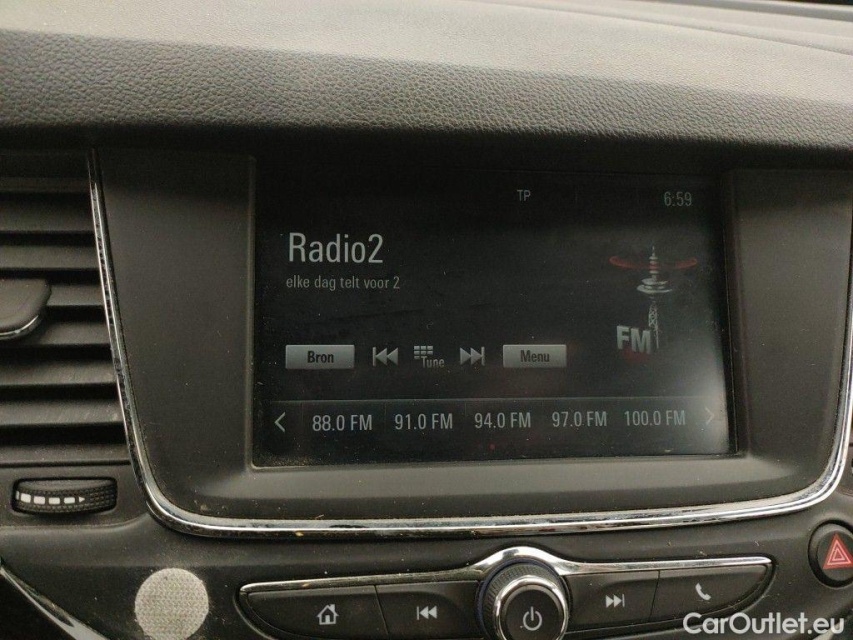 TP 6:59
Radio2
elke dag telt voor 2
FM
Bron Tune Menu
88.0 FM 91.0 FM 94.0 FM 97.0 FM 100.0 FM
CarOutlet.eu